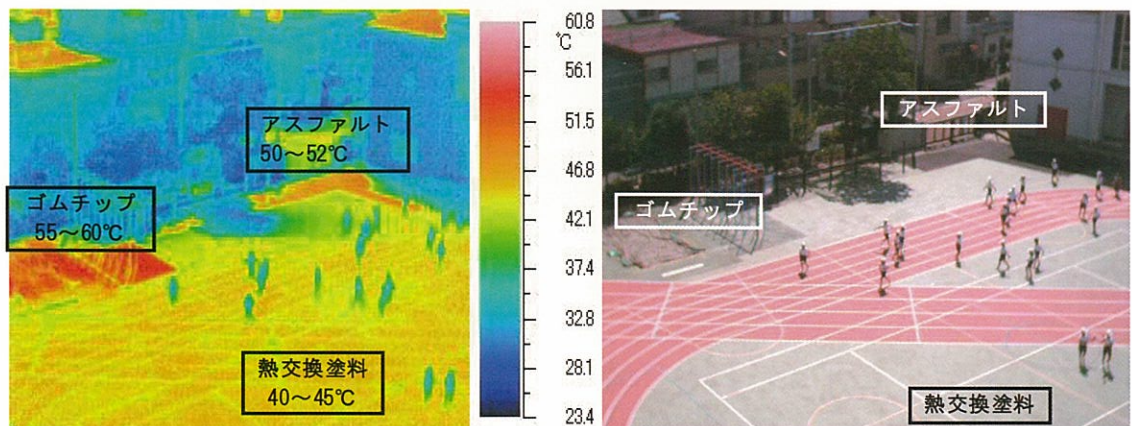 アスファルト
50～52℃
ゴムチップ
55～60℃
熱交換塗料
40～45℃
60.8
℃
56.1
51.5
46.8
42.1
37.4
32.8
28.1
23.4
アスファルト
ゴムチップ
熱交換塗料